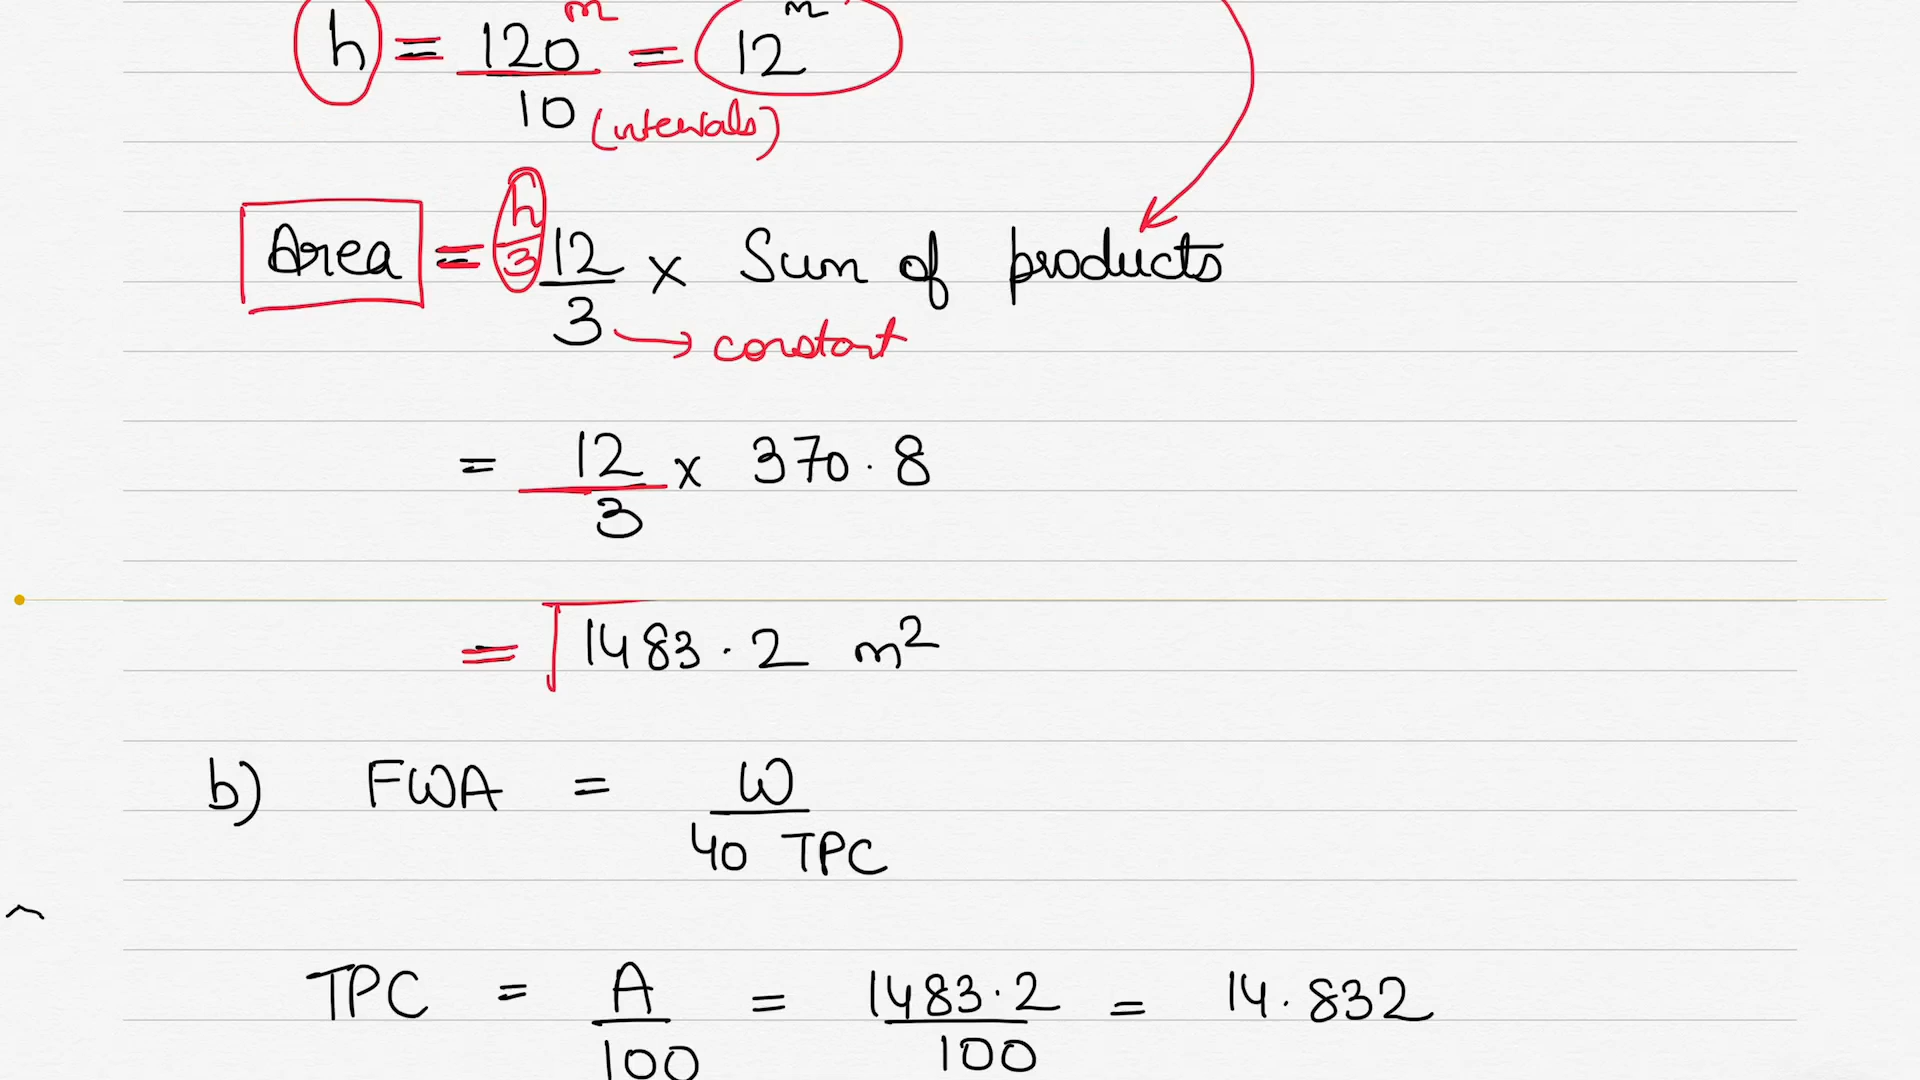 h = 120 m / 10 (intervals) = 12 m
Area = h/3 12/3 × Sum of products
→ constant
= 12/3 × 370.8
= 1483.2 m²
b) FWA = W / 40 TPC
TPC = A/100 = 1483.2/100 = 14.832